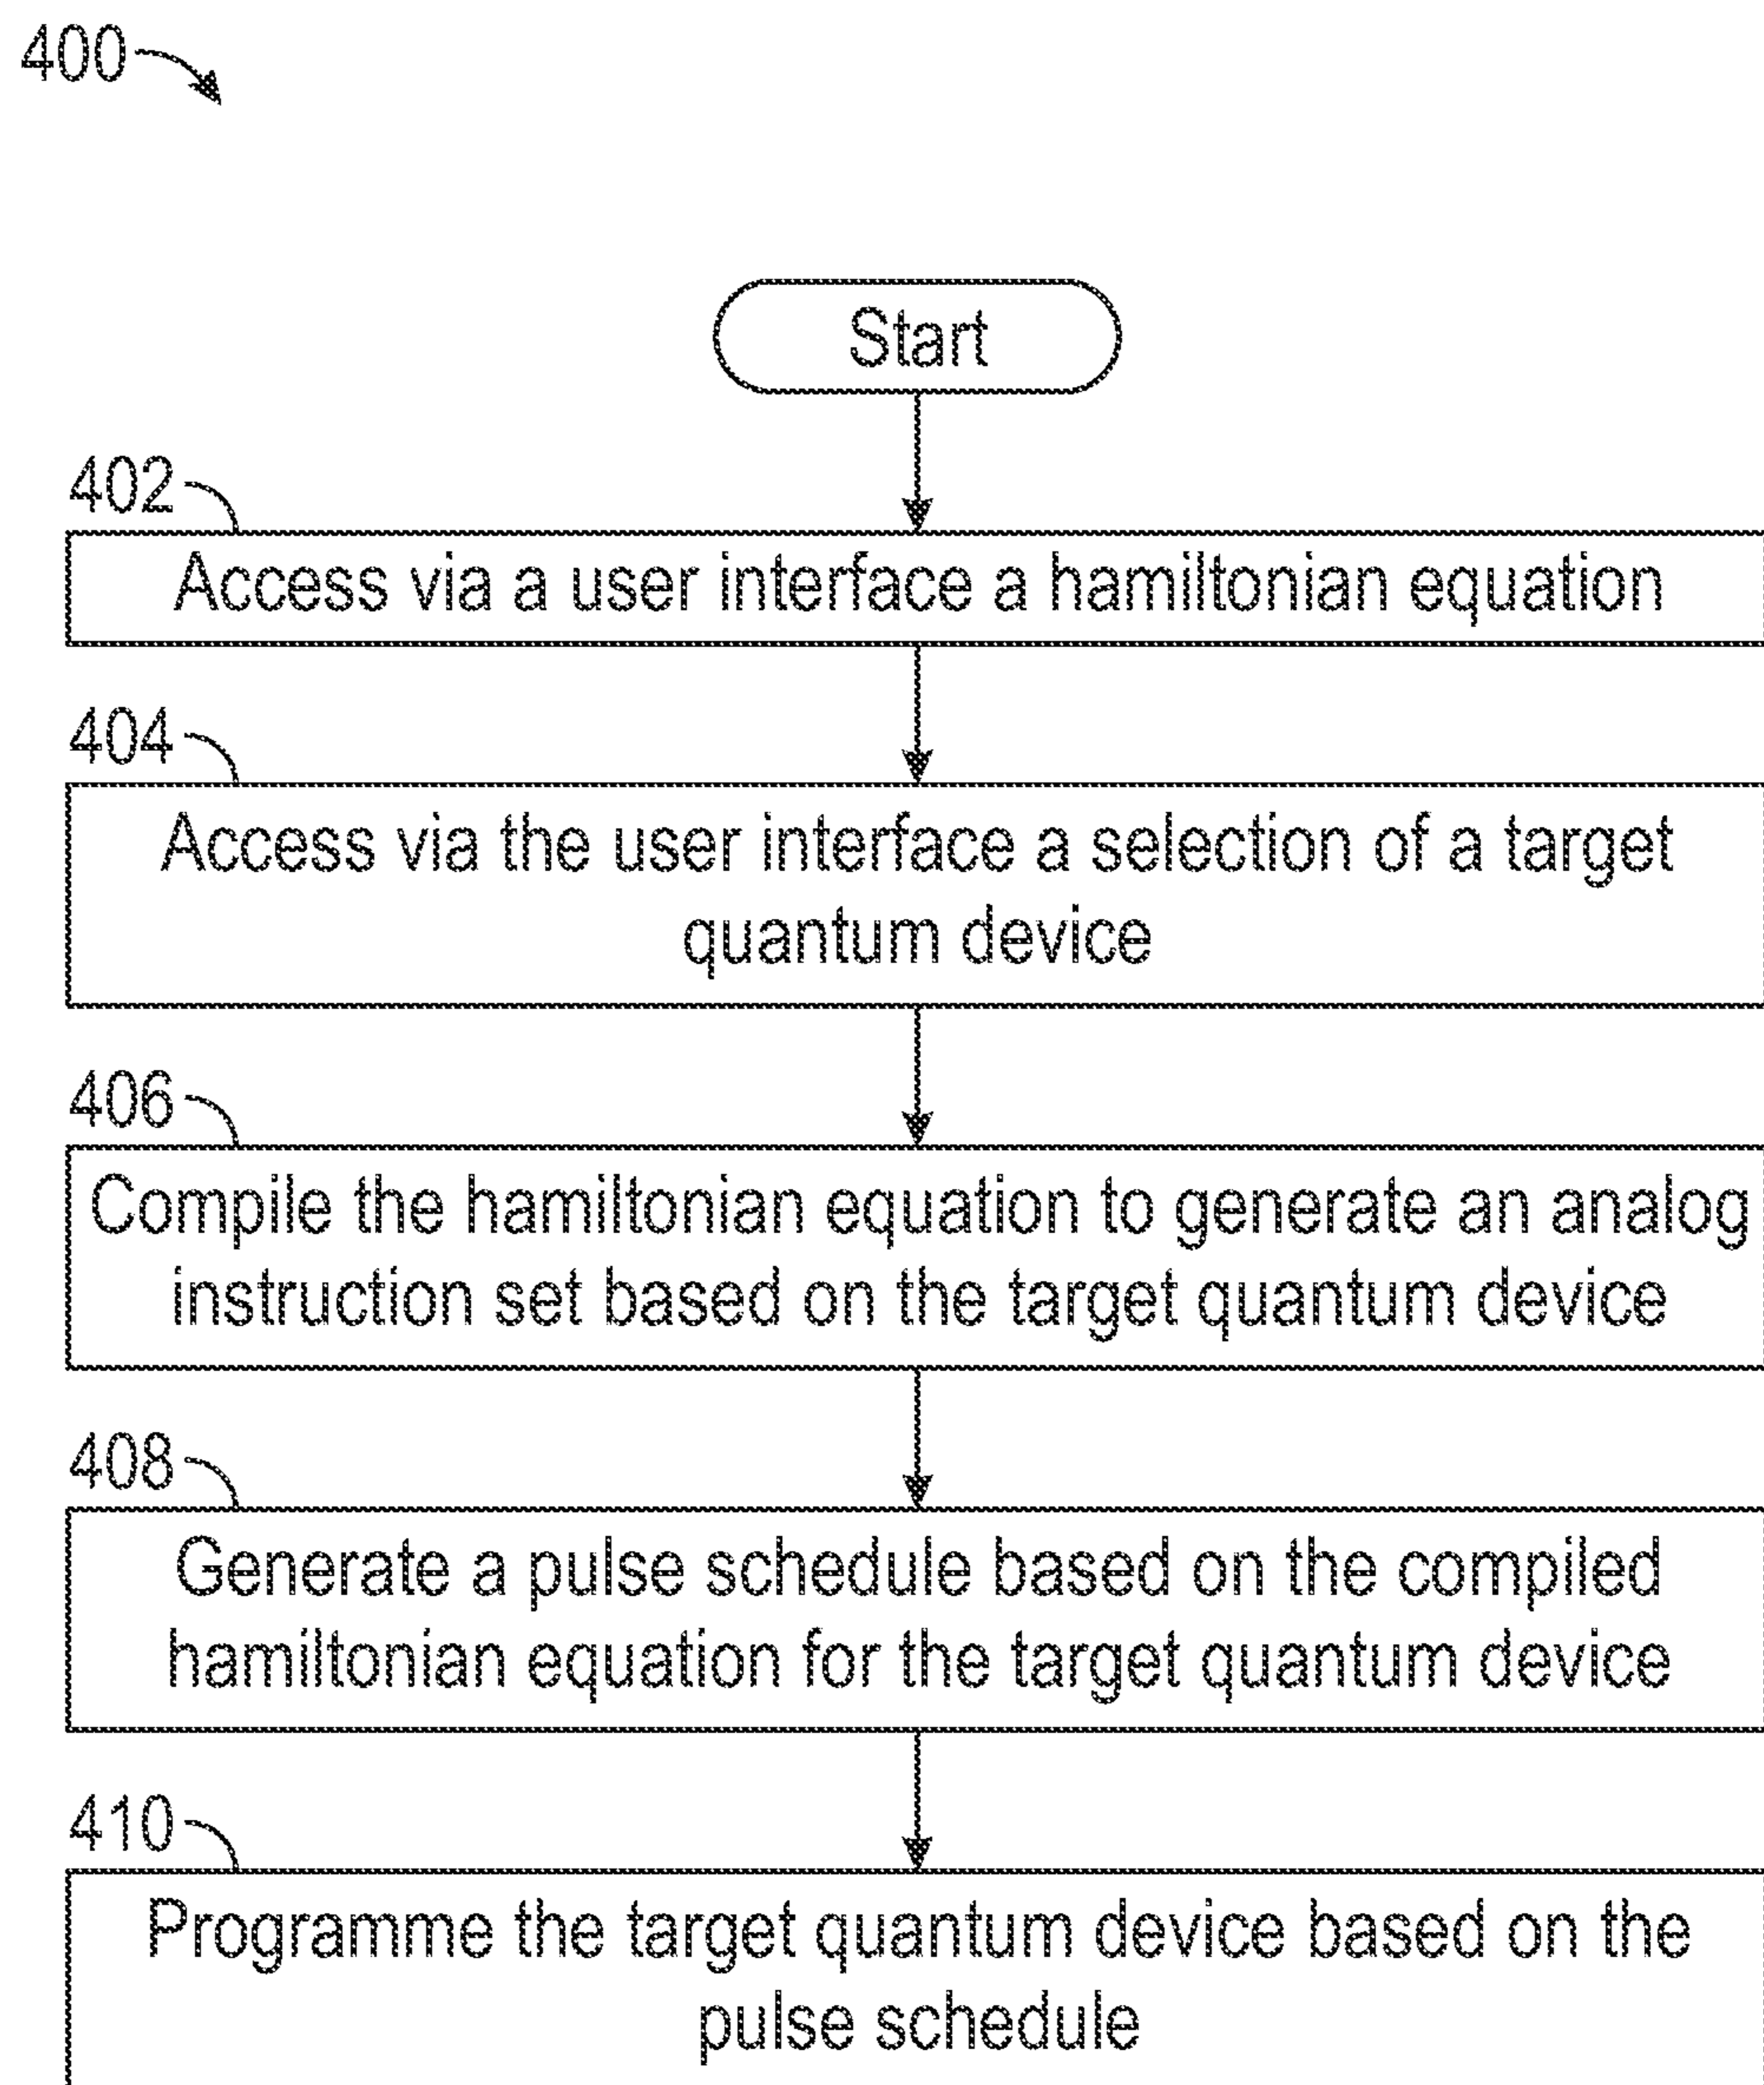 400
Start
402
Access via a user interface a hamiltonian equation
404
Access via the user interface a selection of a target
quantum device
406
Compile the hamiltonian equation to generate an analog
instruction set based on the target quantum device
408
Generate a pulse schedule based on the compiled
hamiltonian equation for the target quantum device
410
Programme the target quantum device based on the
pulse schedule